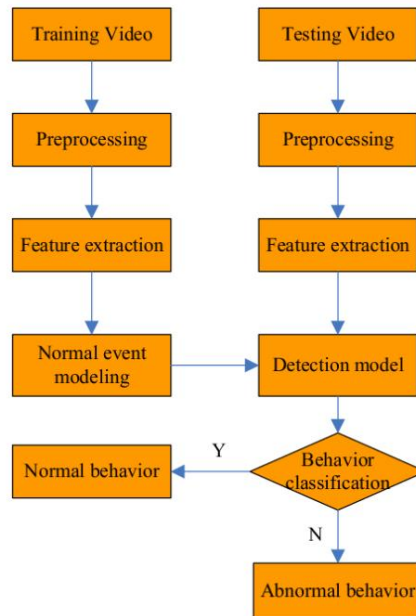 Training Video
Testing Video
Preprocessing
Preprocessing
Feature extraction
Feature extraction
Normal event
modeling
Detection model
Y
Normal behavior
Behavior
classification
N
Abnormal behavior